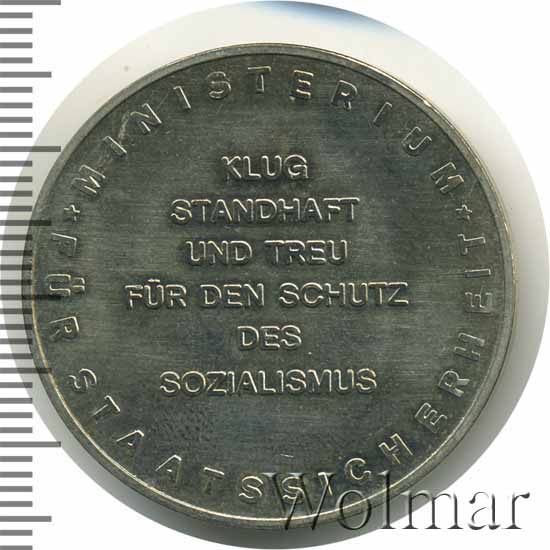 ★ MINISTERIUM ★
FÜR STAATSSICHERHEIT
KLUG
STANDHAFT
UND TREU
FÜR DEN SCHUTZ
DES
SOZIALISMUS
Wolmar